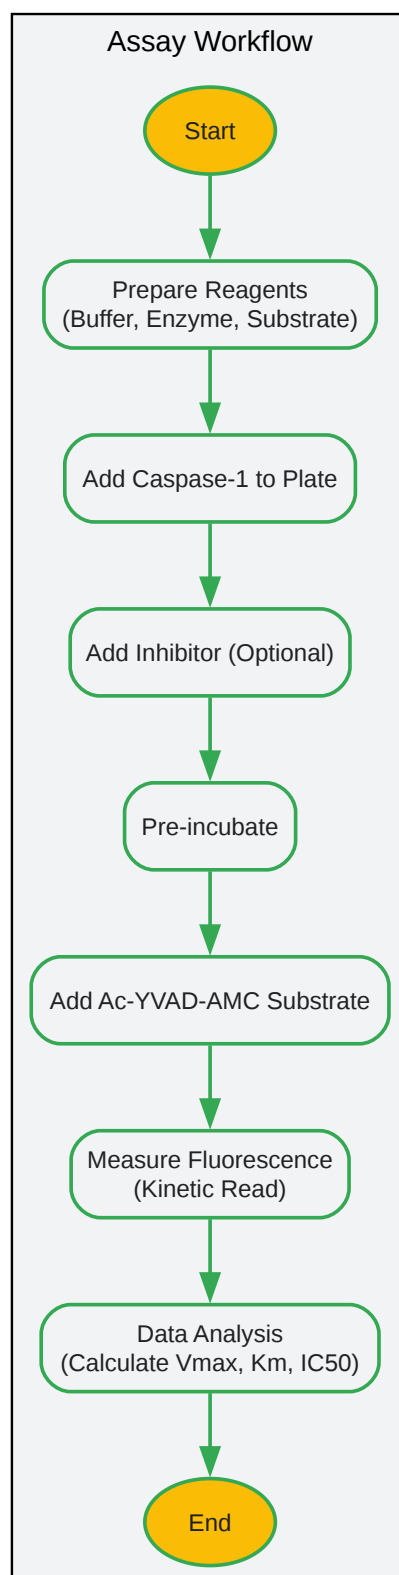 Assay Workflow
Start
Prepare Reagents
(Buffer, Enzyme, Substrate)
Add Caspase-1 to Plate
Add Inhibitor (Optional)
Pre-incubate
Add Ac-YVAD-AMC Substrate
Measure Fluorescence
(Kinetic Read)
Data Analysis
(Calculate Vmax, Km, IC50)
End